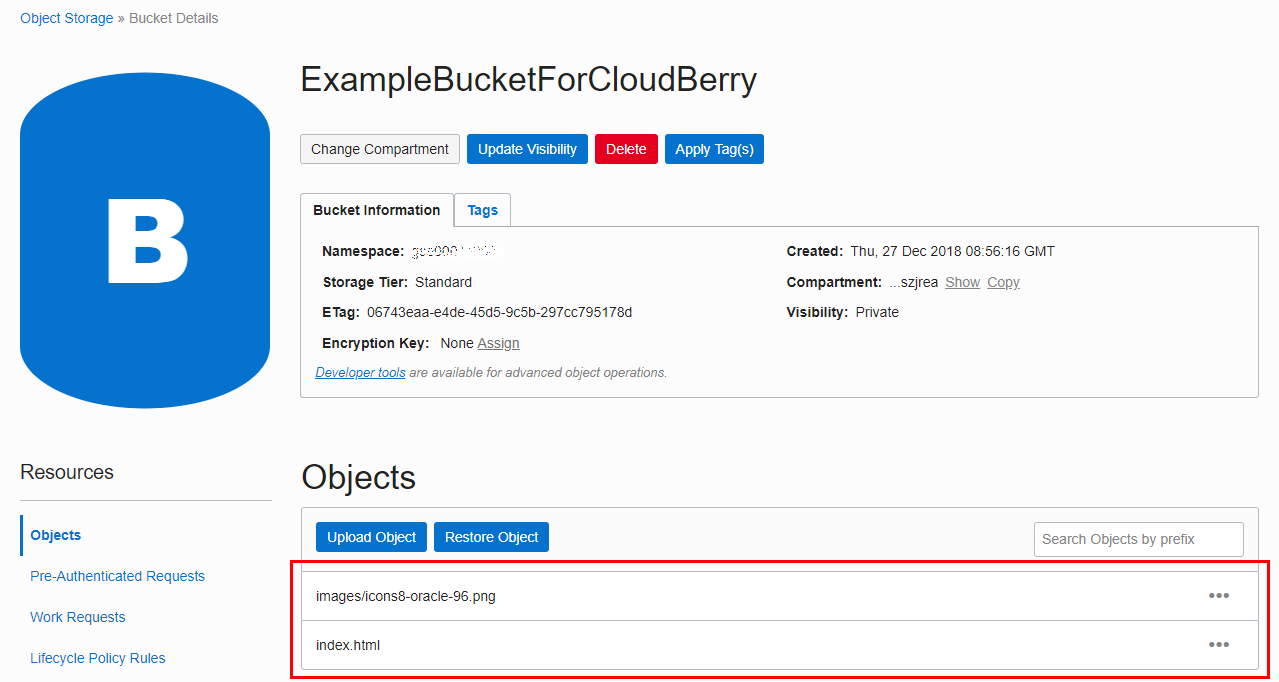 Object Storage » Bucket Details
B
ExampleBucketForCloudBerry
Change Compartment Update Visibility Delete Apply Tag(s)
Bucket Information Tags
Namespace: Created: Thu, 27 Dec 2018 08:56:16 GMT
Storage Tier: Standard Compartment: ...szjrea Show Copy
ETag: 06743eaa-e4de-45d5-9c5b-297cc795178d Visibility: Private
Encryption Key: None Assign
Developer tools are available for advanced object operations.
Resources
Objects
Pre-Authenticated Requests
Work Requests
Lifecycle Policy Rules
Objects
Upload Object Restore Object Search Objects by prefix
images/icons8-oracle-96.png •••
index.html •••